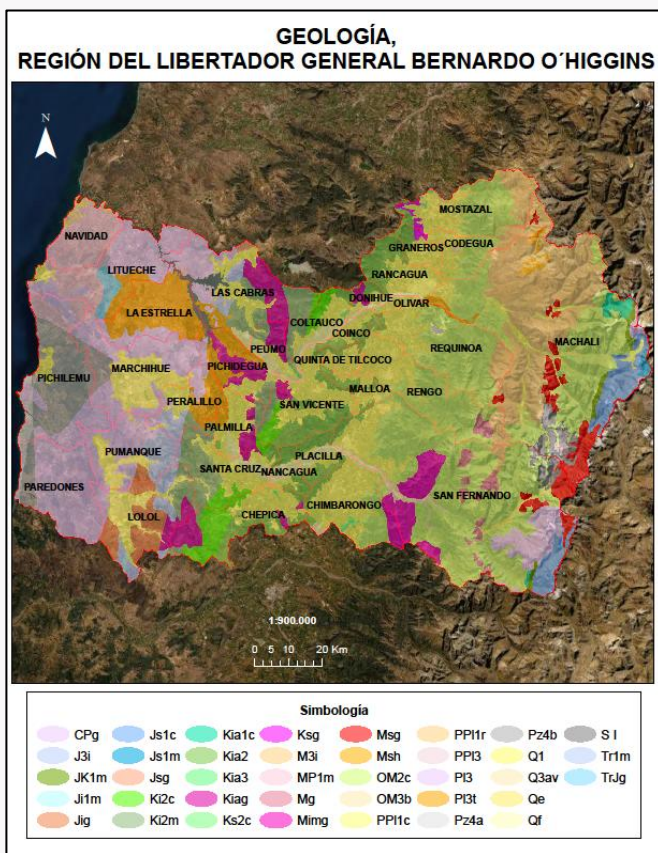 GEOLOGÍA,
REGIÓN DEL LIBERTADOR GENERAL BERNARDO O´HIGGINS
N
MOSTAZAL
NAVIDAD
GRANEROS
CODEGUA
LITUECHE
RANCAGUA
LAS CABRAS
DONIHUE
OLIVAR
LA ESTRELLA
COLTAUCO
COINCO
REQUINOA
MACHALI
PEUMO
QUINTA DE TILCOCO
PICHILEMU
MARCHIHUE
PICHIDEGUA
MALLOA
RENGO
PERALILLO
SAN VICENTE
PALMILLA
PUMANQUE
PLACILLA
SANTA CRUZ
NANCAGUA
PAREDONES
SAN FERNANDO
LOLOL
CHEPICA
CHIMBARONGO
1:900.000
0 5 10 20 Km
Simbología
CPg Js1c Kia1c Ksg Msg PPl1r Pz4b S I
J3i Js1m Kia2 M3i Msh PPl3 Q1 Tr1m
JK1m Jsg Kia3 MP1m OM2c Pl3 Q3av TrJg
Ji1m Ki2c Kiag Mg OM3b Pl3t Qe
Jig Ki2m Ks2c Mimg PPl1c Pz4a Qf